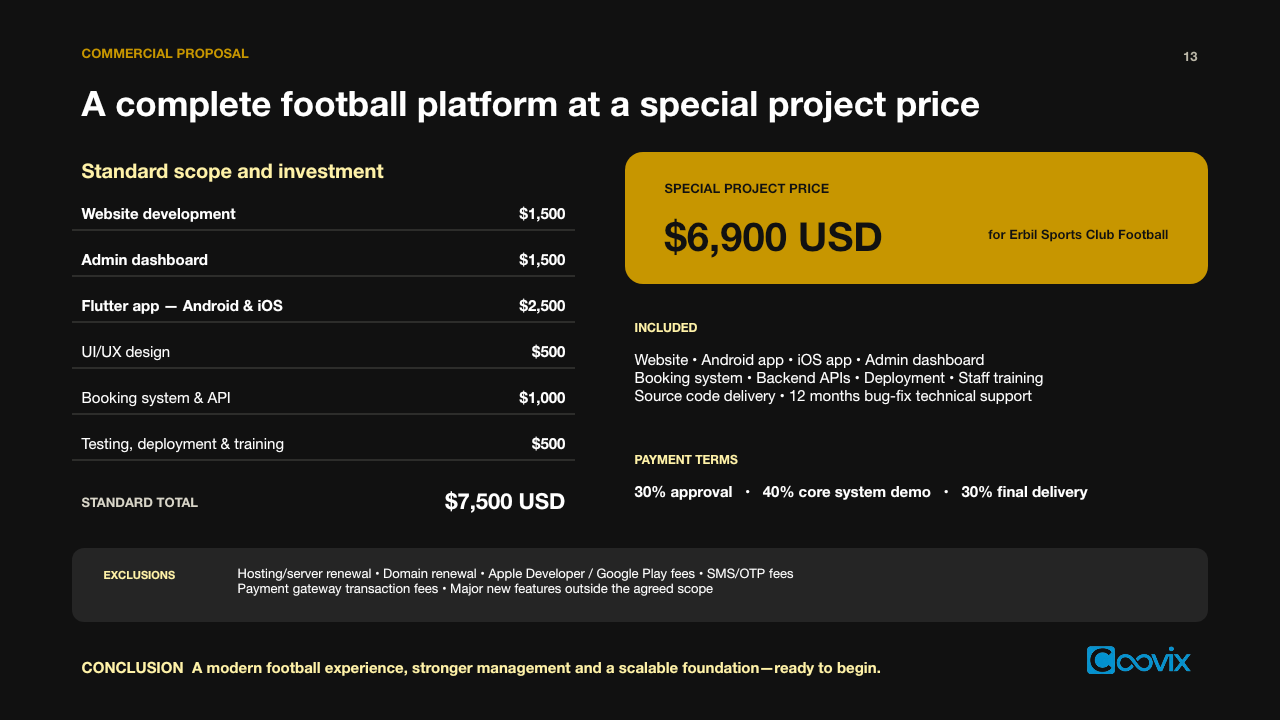 COMMERCIAL PROPOSAL
13
A complete football platform at a special project price
Standard scope and investment
Website development $1,500
Admin dashboard $1,500
Flutter app — Android & iOS $2,500
UI/UX design $500
Booking system & API $1,000
Testing, deployment & training $500
STANDARD TOTAL $7,500 USD
SPECIAL PROJECT PRICE
$6,900 USD
for Erbil Sports Club Football
INCLUDED
Website • Android app • iOS app • Admin dashboard
Booking system • Backend APIs • Deployment • Staff training
Source code delivery • 12 months bug-fix technical support
PAYMENT TERMS
30% approval • 40% core system demo • 30% final delivery
EXCLUSIONS
Hosting/server renewal • Domain renewal • Apple Developer / Google Play fees • SMS/OTP fees
Payment gateway transaction fees • Major new features outside the agreed scope
CONCLUSION A modern football experience, stronger management and a scalable foundation—ready to begin.
Coovix